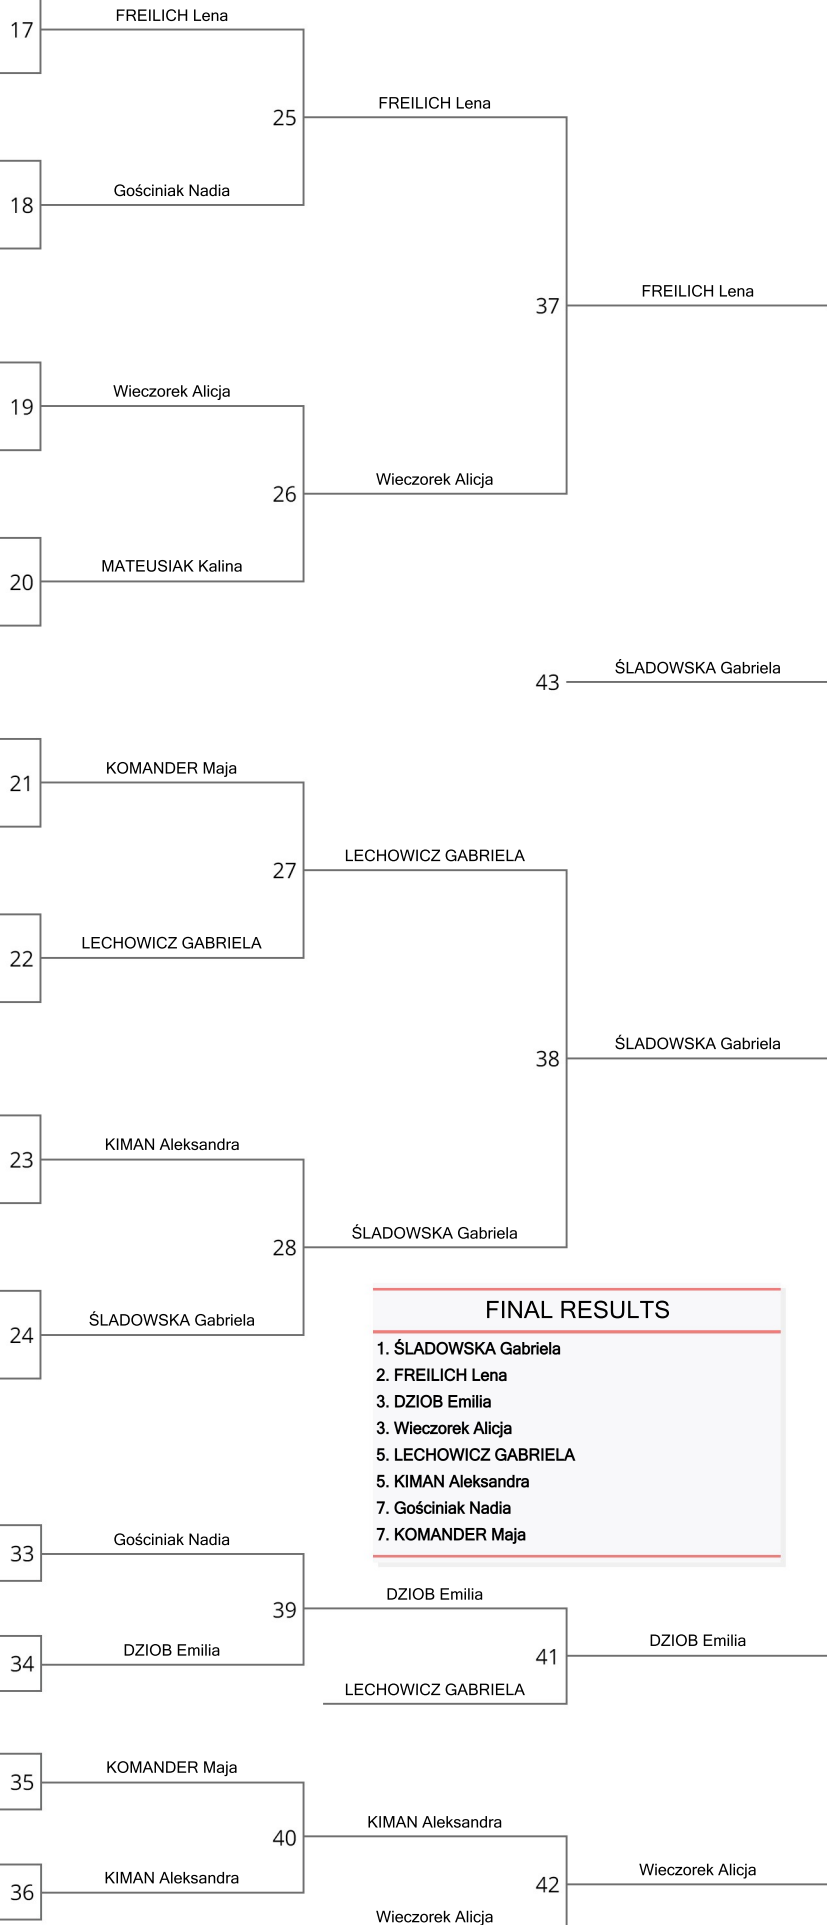 FREILICH Lena
17
FREILICH Lena
25
Gościniak Nadia
18
FREILICH Lena
37
Wieczorek Alicja
19
Wieczorek Alicja
26
MATEUSIAK Kalina
20
ŚLADOWSKA Gabriela
43
KOMANDER Maja
21
LECHOWICZ GABRIELA
27
LECHOWICZ GABRIELA
22
ŚLADOWSKA Gabriela
38
KIMAN Aleksandra
23
ŚLADOWSKA Gabriela
28
ŚLADOWSKA Gabriela
24
FINAL RESULTS
1. ŚLADOWSKA Gabriela
2. FREILICH Lena
3. DZIOB Emilia
3. Wieczorek Alicja
5. LECHOWICZ GABRIELA
5. KIMAN Aleksandra
7. Gościniak Nadia
7. KOMANDER Maja
Gościniak Nadia
33
DZIOB Emilia
39
DZIOB Emilia
34
DZIOB Emilia
41
LECHOWICZ GABRIELA
KOMANDER Maja
35
KIMAN Aleksandra
40
Wieczorek Alicja
42
KIMAN Aleksandra
36
Wieczorek Alicja